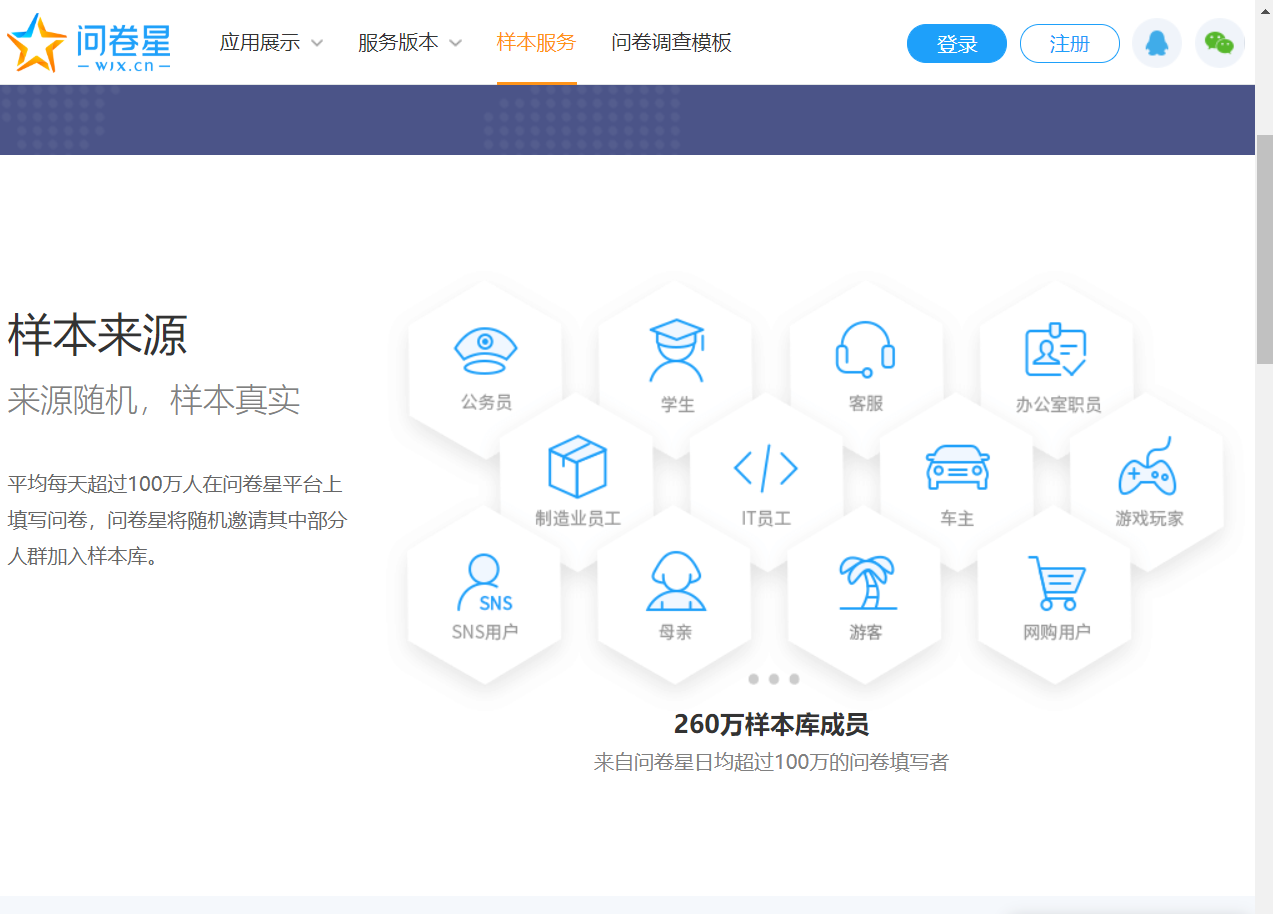 问卷星
wjx.cn
应用展示
服务版本
样本服务
问卷调查模板
登录
注册
样本来源
来源随机，样本真实
平均每天超过100万人在问卷星平台上
填写问卷，问卷星将随机邀请其中部分
人群加入样本库。
公务员
学生
客服
办公室职员
制造业员工
IT员工
车主
游戏玩家
SNS
SNS用户
母亲
游客
网购用户
260万样本库成员
来自问卷星日均超过100万的问卷填写者